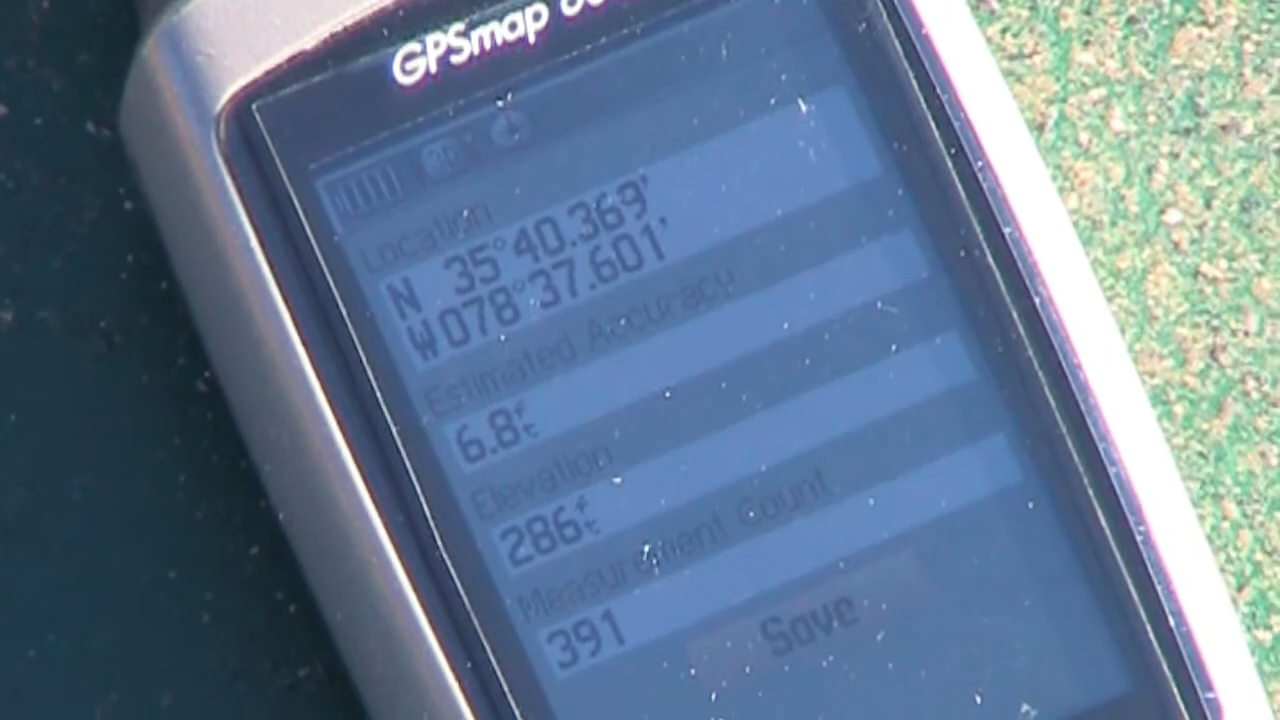 GPSmap
Location
N 35°40.369'
W078°37.601'
Estimated Accuracy
6.8ft
Elevation
286ft
Measurement Count
391
Save